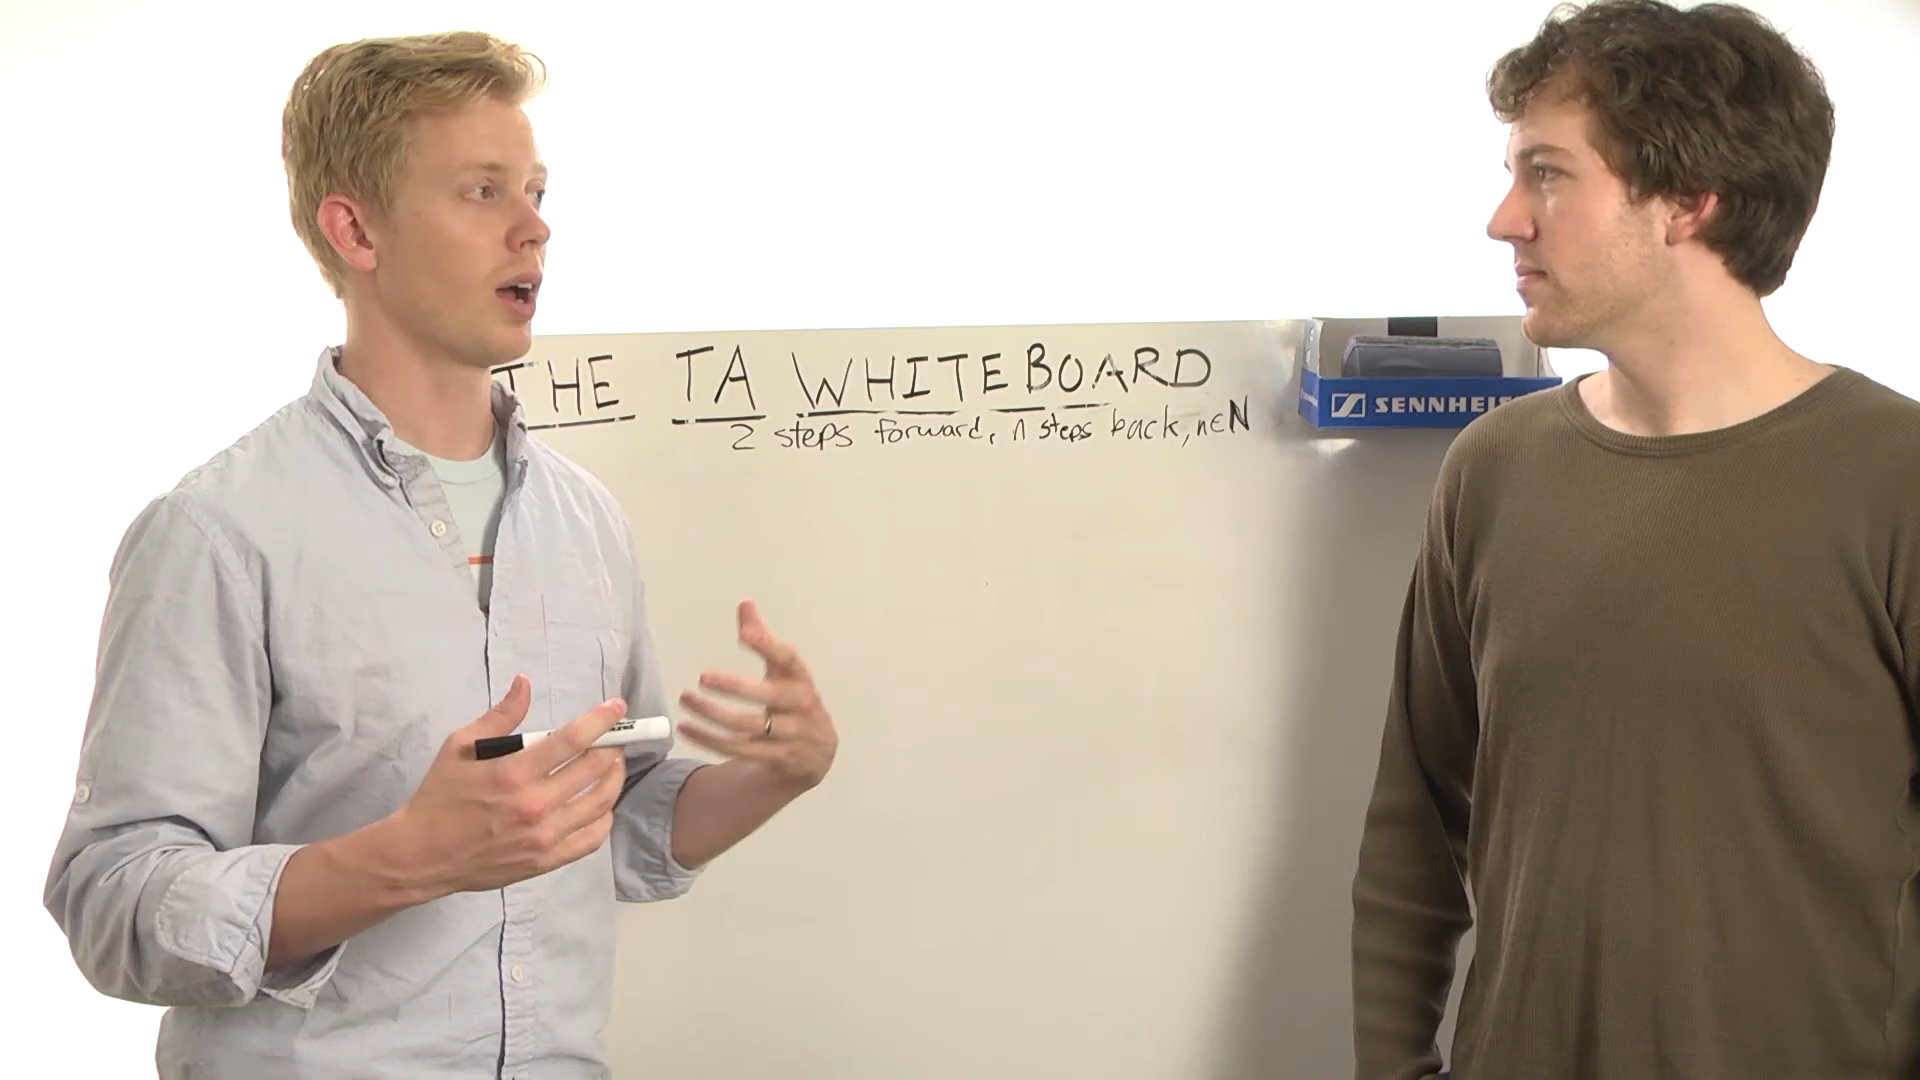 THE TA WHITEBOARD
2 steps forward, n steps back, n∈N
SENNHEIS